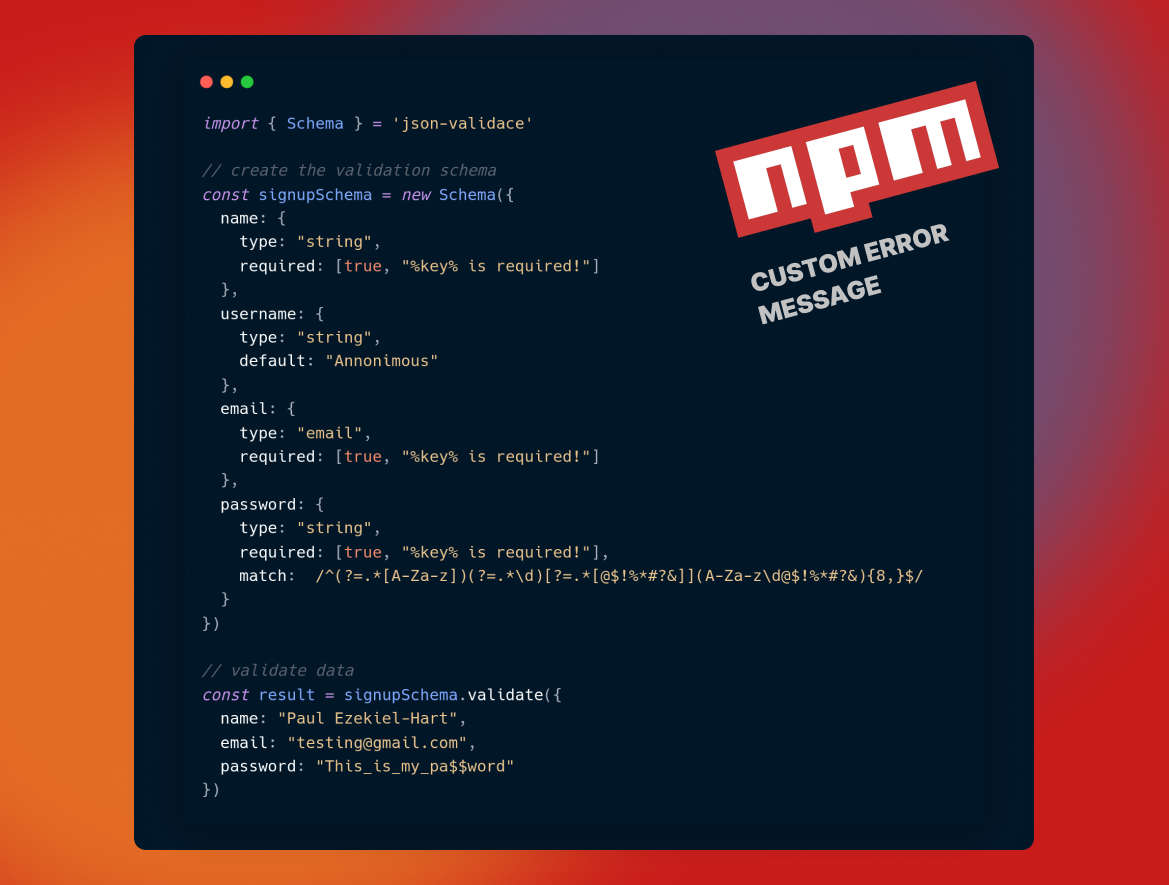 import { Schema } = 'json-validace'
// create the validation schema
const signupSchema = new Schema({
  name: {
    type: "string",
    required: [true, "%key% is required!"]
  },
  username: {
    type: "string",
    default: "Annonimous"
  },
  email: {
    type: "email",
    required: [true, "%key% is required!"]
  },
  password: {
    type: "string",
    required: [true, "%key% is required!"],
    match:  /^(?=.*[A-Za-z])(?=.*\d)[?=.*[@$!%*#?&]](A-Za-z\d@$!%*#?&){8,}$/
  }
})
// validate data
const result = signupSchema.validate({
  name: "Paul Ezekiel-Hart",
  email: "testing@gmail.com",
  password: "This_is_my_pa$$word"
})
npm
CUSTOM ERROR
MESSAGE